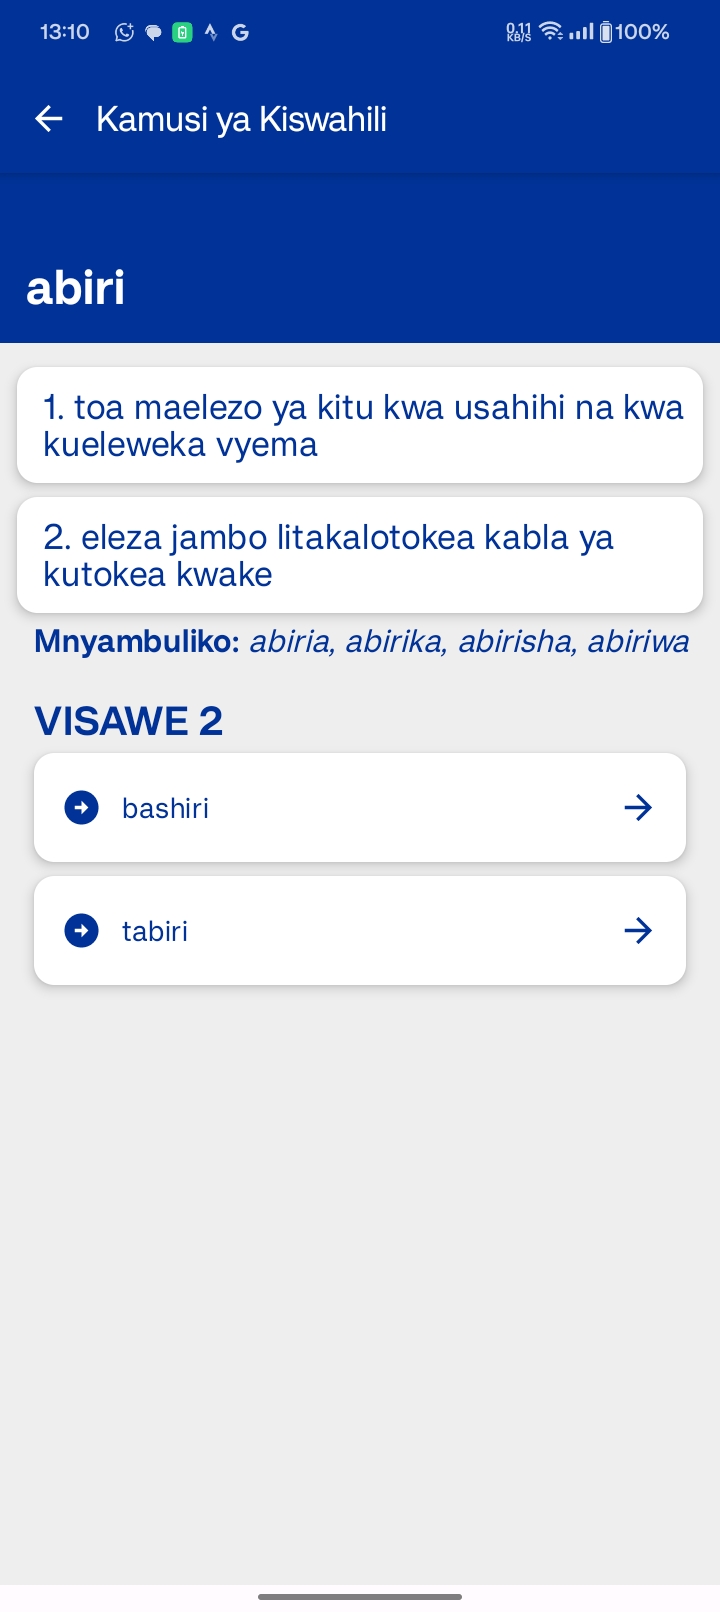 13:10 0.11 KB/S 100%
Kamusi ya Kiswahili
abiri
1. toa maelezo ya kitu kwa usahihi na kwa
kueleweka vyema
2. eleza jambo litakalotokea kabla ya
kutokea kwake
Mnyambuliko: abiria, abirika, abirisha, abiriwa
VISAWE 2
bashiri
tabiri